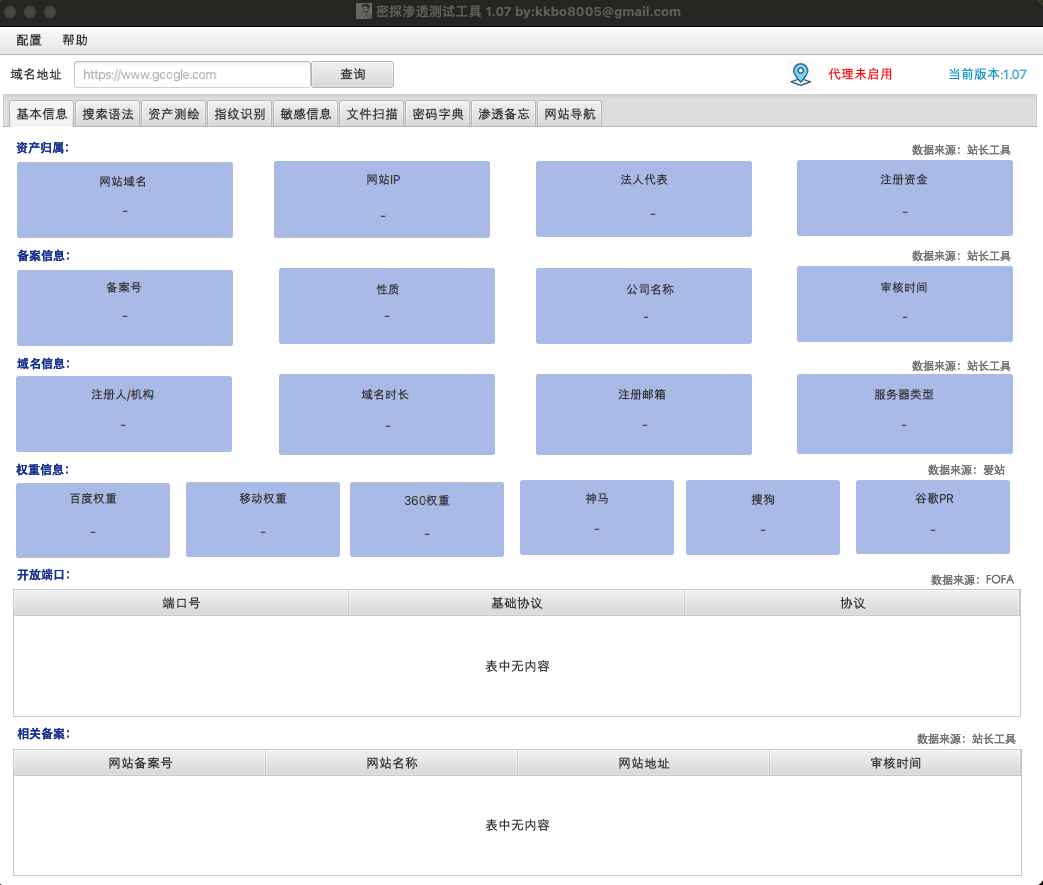 密探渗透测试工具 1.07 by:kkbo8005@gmail.com
配置 帮助
域名地址 https://www.gccgle.com 查询 代理未启用 当前版本:1.07
基本信息 搜索语法 资产测绘 指纹识别 敏感信息 文件扫描 密码字典 渗透备忘 网站导航
资产归属: 数据来源: 站长工具
网站域名 网站IP 法人代表 注册资金
- - - -
备案信息: 数据来源: 站长工具
备案号 性质 公司名称 审核时间
- - - -
域名信息: 数据来源: 站长工具
注册人/机构 域名时长 注册邮箱 服务器类型
- - - -
权重信息: 数据来源: 爱站
百度权重 移动权重 360权重 神马 搜狗 谷歌PR
- - - - - -
开放端口: 数据来源: FOFA
端口号 基础协议 协议
表中无内容
相关备案: 数据来源: 站长工具
网站备案号 网站名称 网站地址 审核时间
表中无内容